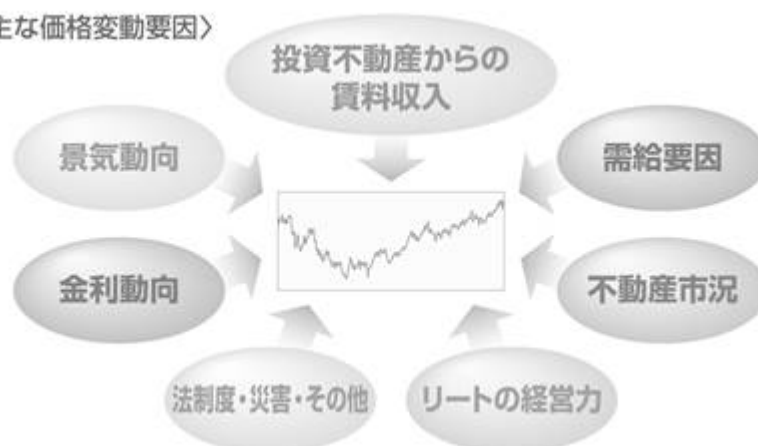 主な価格変動要因〉
投資不動産からの
賃料収入
景気動向
需給要因
金利動向
不動産市況
法制度・災害・その他
リートの経営力